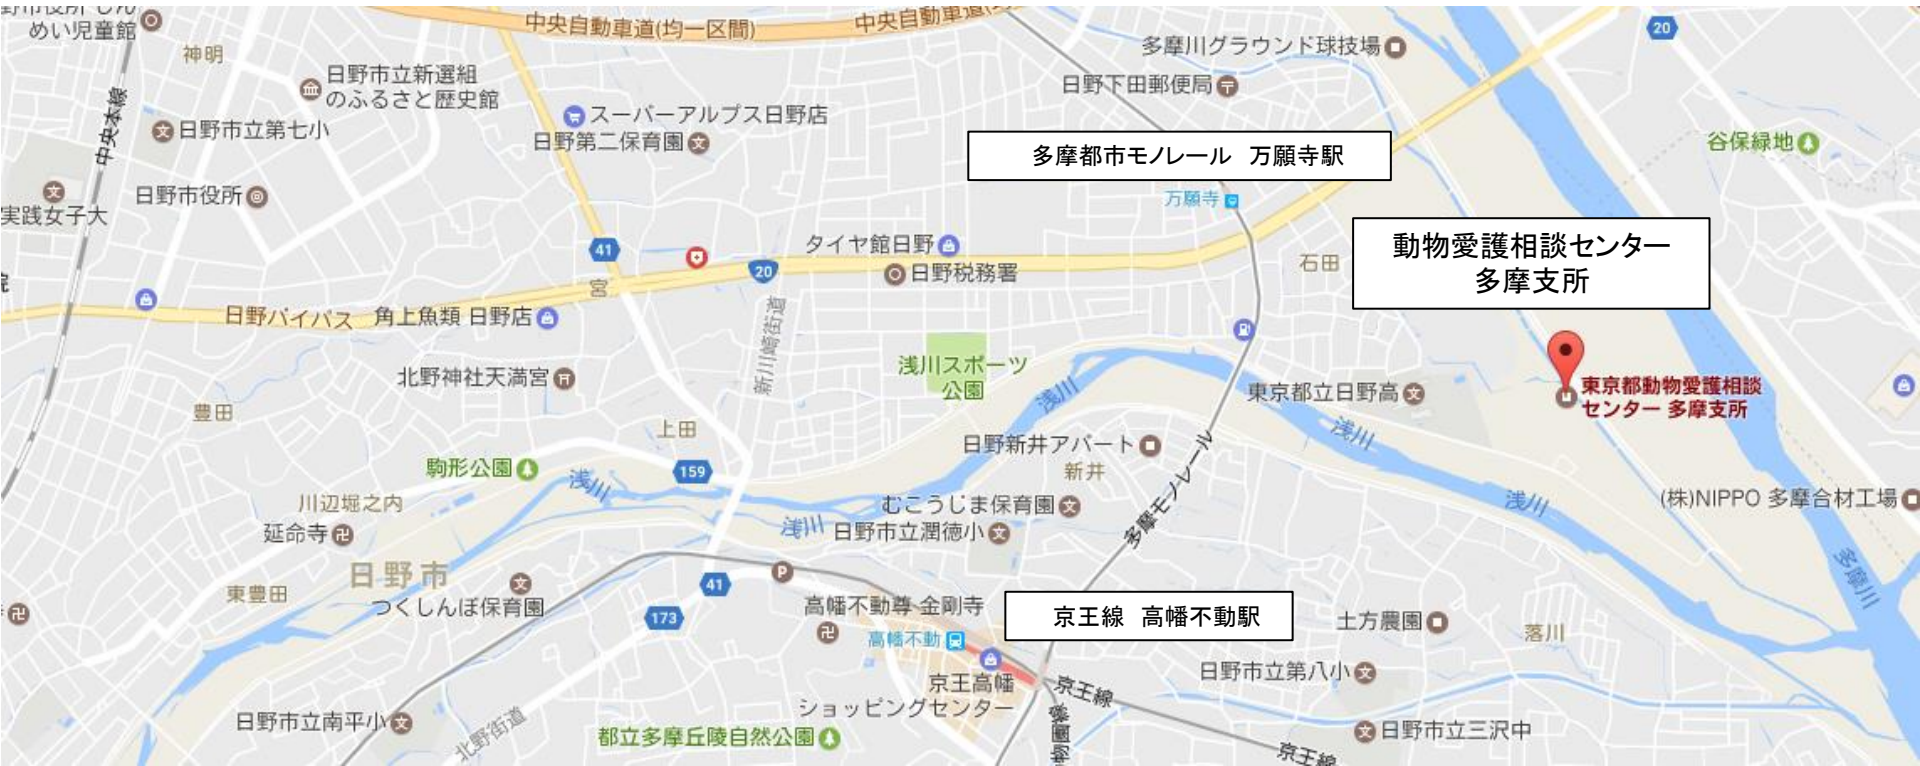 めい児童館
中央自動車道(均一区間)
神明
日野市立新選組
のふるさと歴史館
多摩川グラウンド球技場
20
日野下田郵便局
中央本線
日野市立第七小
スーパーアルプス日野店
日野第二保育園
多摩都市モノレール 万願寺駅
谷保緑地
実践女子大
日野市役所
万願寺
41
タイヤ館日野
20
日野税務署
石田
動物愛護相談センター
多摩支所
宮
日野バイパス
角上魚類 日野店
新川崎街道
北野神社天満宮
浅川スポーツ
公園
浅川
東京都立日野高
東京都動物愛護相談
センター 多摩支所
豊田
上田
日野新井アパート
新井
浅川
駒形公園
159
浅川
多摩モノレール
川辺堀之内
むこうじま保育園
浅川
(株)NIPPO 多摩合材工場
延命寺
浅川
日野市立潤徳小
日野市
東豊田
つくしんぼ保育園
41
P
173
高幡不動尊 金剛寺
高幡不動
京王線 高幡不動駅
土方農園
落川
多摩川
日野市立第八小
京王高幡
ショッピングセンター
京王線
日野市立南平小
北野街道
都立多摩丘陵自然公園
日野市立三沢中
京王線